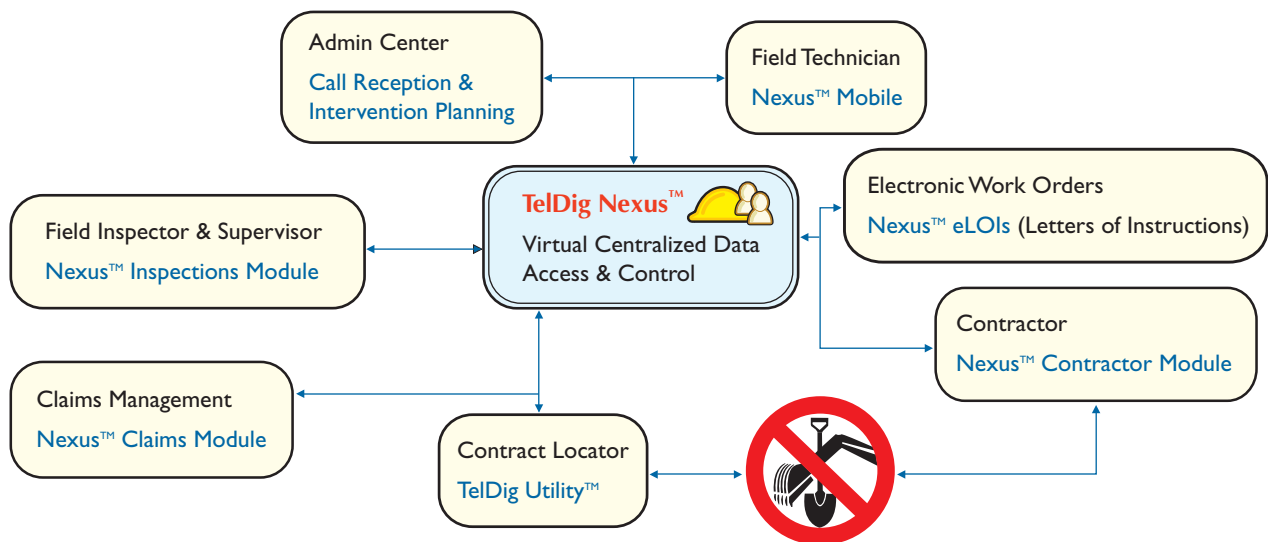 Admin Center
Call Reception &
Intervention Planning
Field Technician
Nexus™ Mobile
TelDig Nexus™
Virtual Centralized Data
Access & Control
Electronic Work Orders
Nexus™ eLOIs (Letters of Instructions)
Field Inspector & Supervisor
Nexus™ Inspections Module
Contractor
Nexus™ Contractor Module
Claims Management
Nexus™ Claims Module
Contract Locator
TelDig Utility™